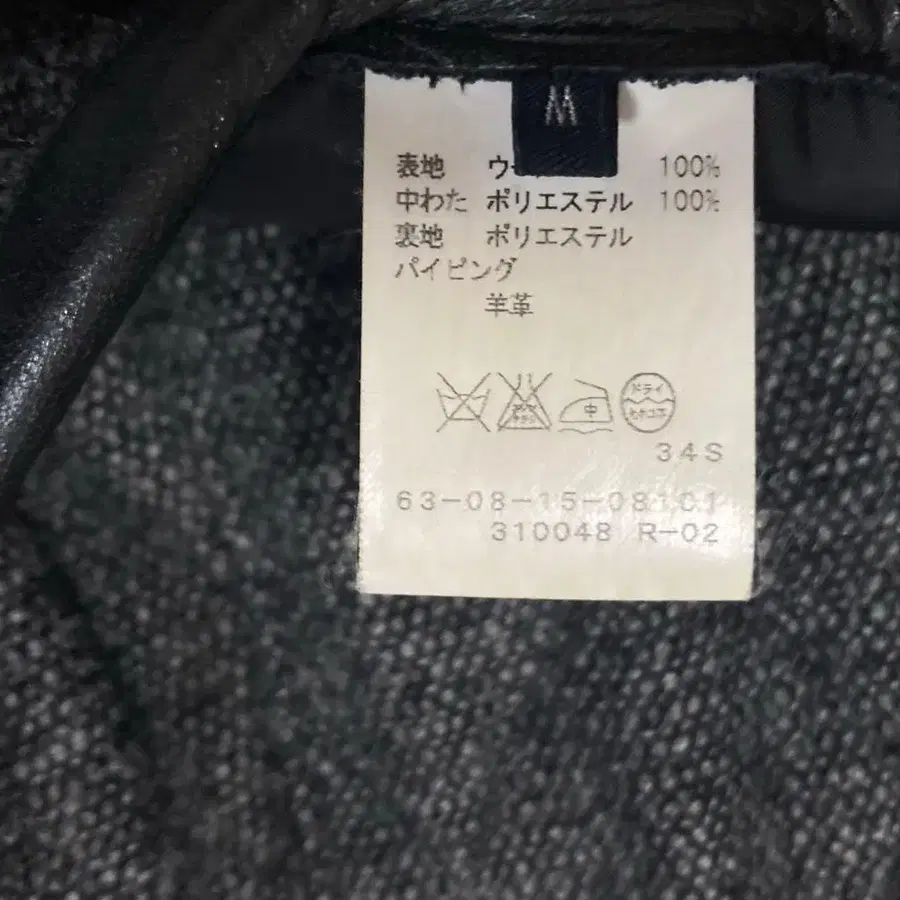 M
表地 ウ 100%
中わた ポリエステル 100%
裏地 ポリエステル
パイピング
羊革
中 ドライ
34S
63-08-15-08101
310048 R-02